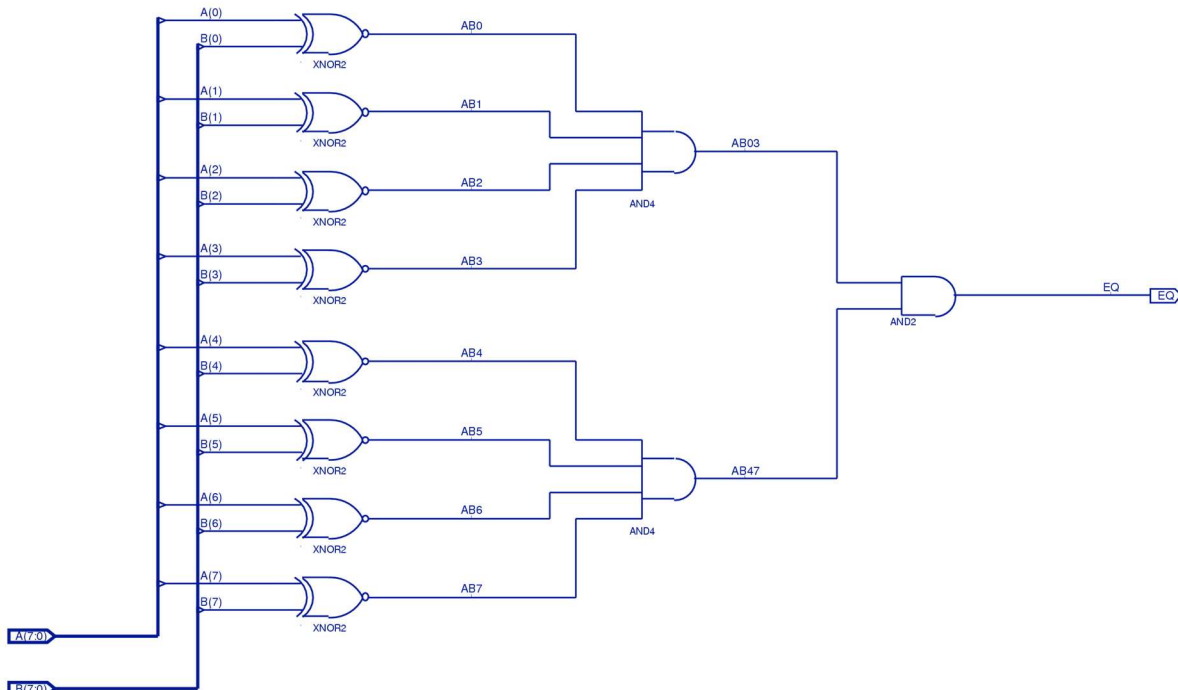 A(0)
AB0
B(0)
XNOR2
A(1)
AB1
B(1)
XNOR2
AB03
A(2)
AB2
B(2)
XNOR2
AND4
A(3)
AB3
B(3)
XNOR2
EQ
EQ
AND2
A(4)
AB4
B(4)
XNOR2
A(5)
AB5
B(5)
XNOR2
AB47
A(6)
AB6
B(6)
XNOR2
AND4
A(7)
AB7
B(7)
XNOR2
A(7:0)
B(7:0)